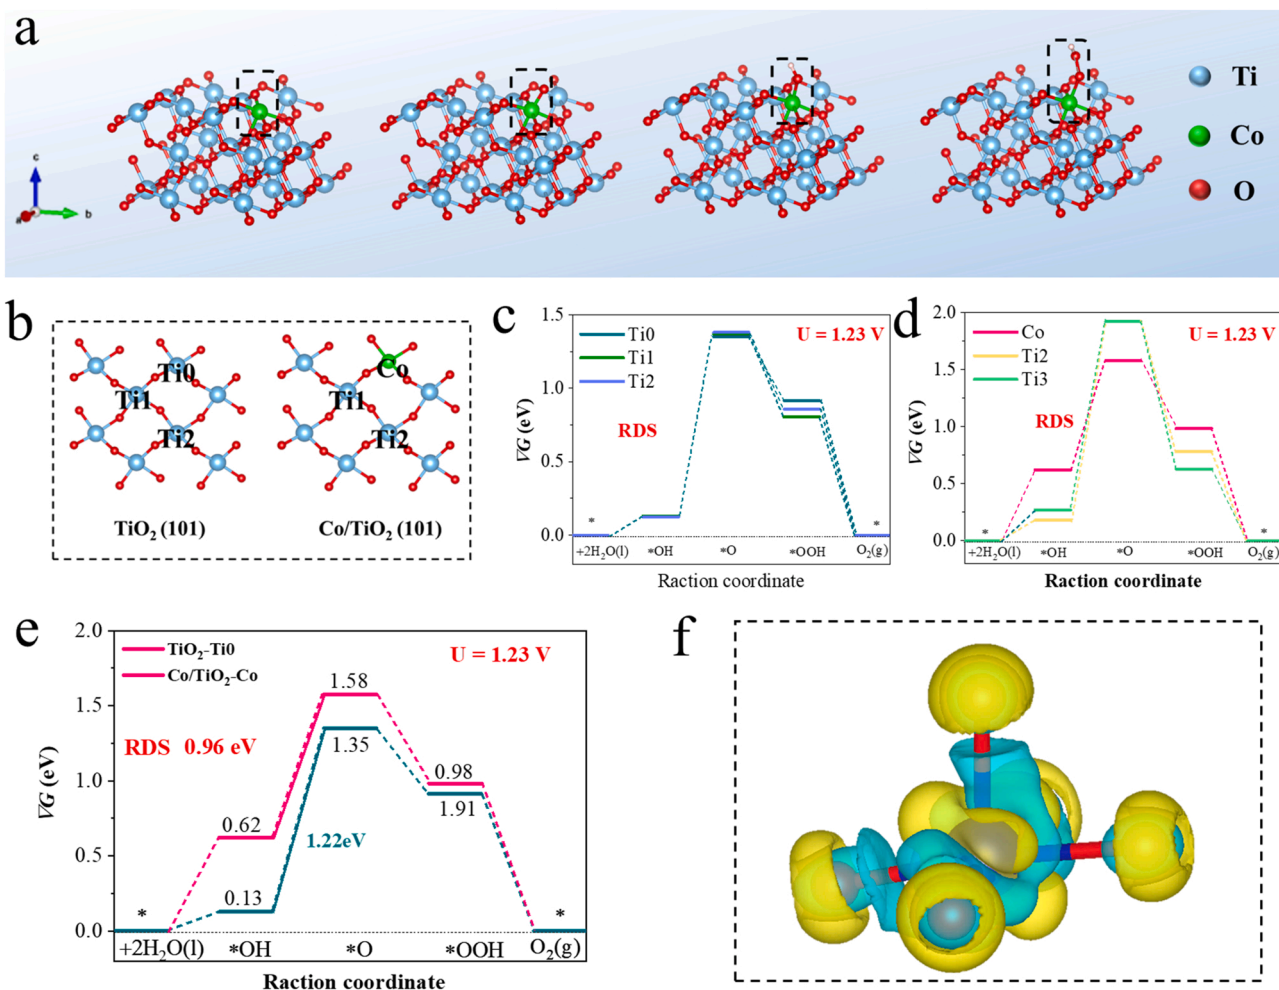 a
Ti
Co
O
c
b
a
b
Ti0
Ti1
Ti2
TiO₂ (101)
Co
Ti1
Ti2
Co/TiO₂ (101)
c
1.5
1.0
0.5
0.0
∇G (eV)
Ti0
Ti1
Ti2
U = 1.23 V
RDS
*
*
+2H₂O(l)
*OH
*O
*OOH
O₂(g)
Raction coordinate
d
2.0
1.5
1.0
0.5
0.0
∇G (eV)
Co
Ti2
Ti3
U = 1.23 V
RDS
*
*
+2H₂O(l)
*OH
*O
*OOH
O₂(g)
Raction coordinate
e
2.0
1.5
1.0
0.5
0.0
∇G (eV)
TiO₂-Ti0
Co/TiO₂-Co
U = 1.23 V
1.58
RDS 0.96 eV
1.35
0.98
1.91
0.62
1.22eV
0.13
*
*
+2H₂O(l)
*OH
*O
*OOH
O₂(g)
Raction coordinate
f